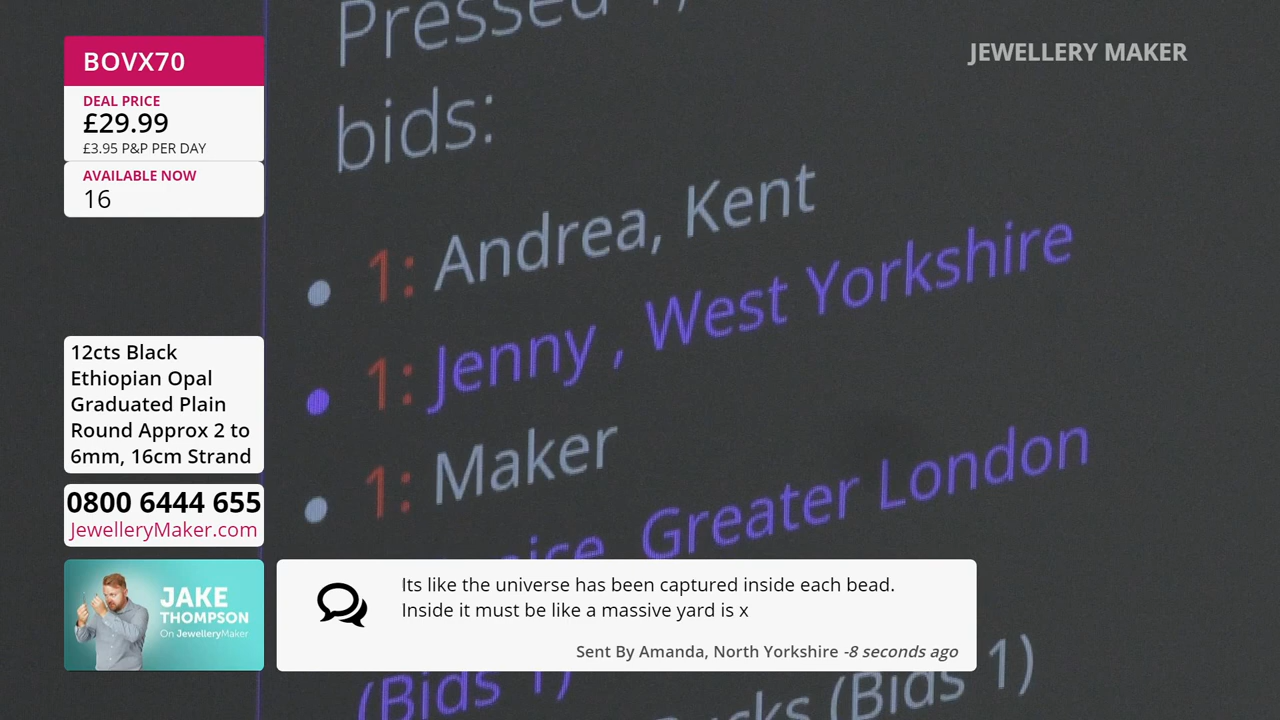 BOVX70
DEAL PRICE
£29.99
£3.95 P&P PER DAY
AVAILABLE NOW
16
JEWELLERY MAKER
bids:
1: Andrea, Kent
1: Jenny , West Yorkshire
1: Maker
Greater London
(Bids 1)
(Bids 1)
12cts Black
Ethiopian Opal
Graduated Plain
Round Approx 2 to
6mm, 16cm Strand
0800 6444 655
JewelleryMaker.com
JAKE
THOMPSON
On JewelleryMaker
Its like the universe has been captured inside each bead.
Inside it must be like a massive yard is x
Sent By Amanda, North Yorkshire -8 seconds ago